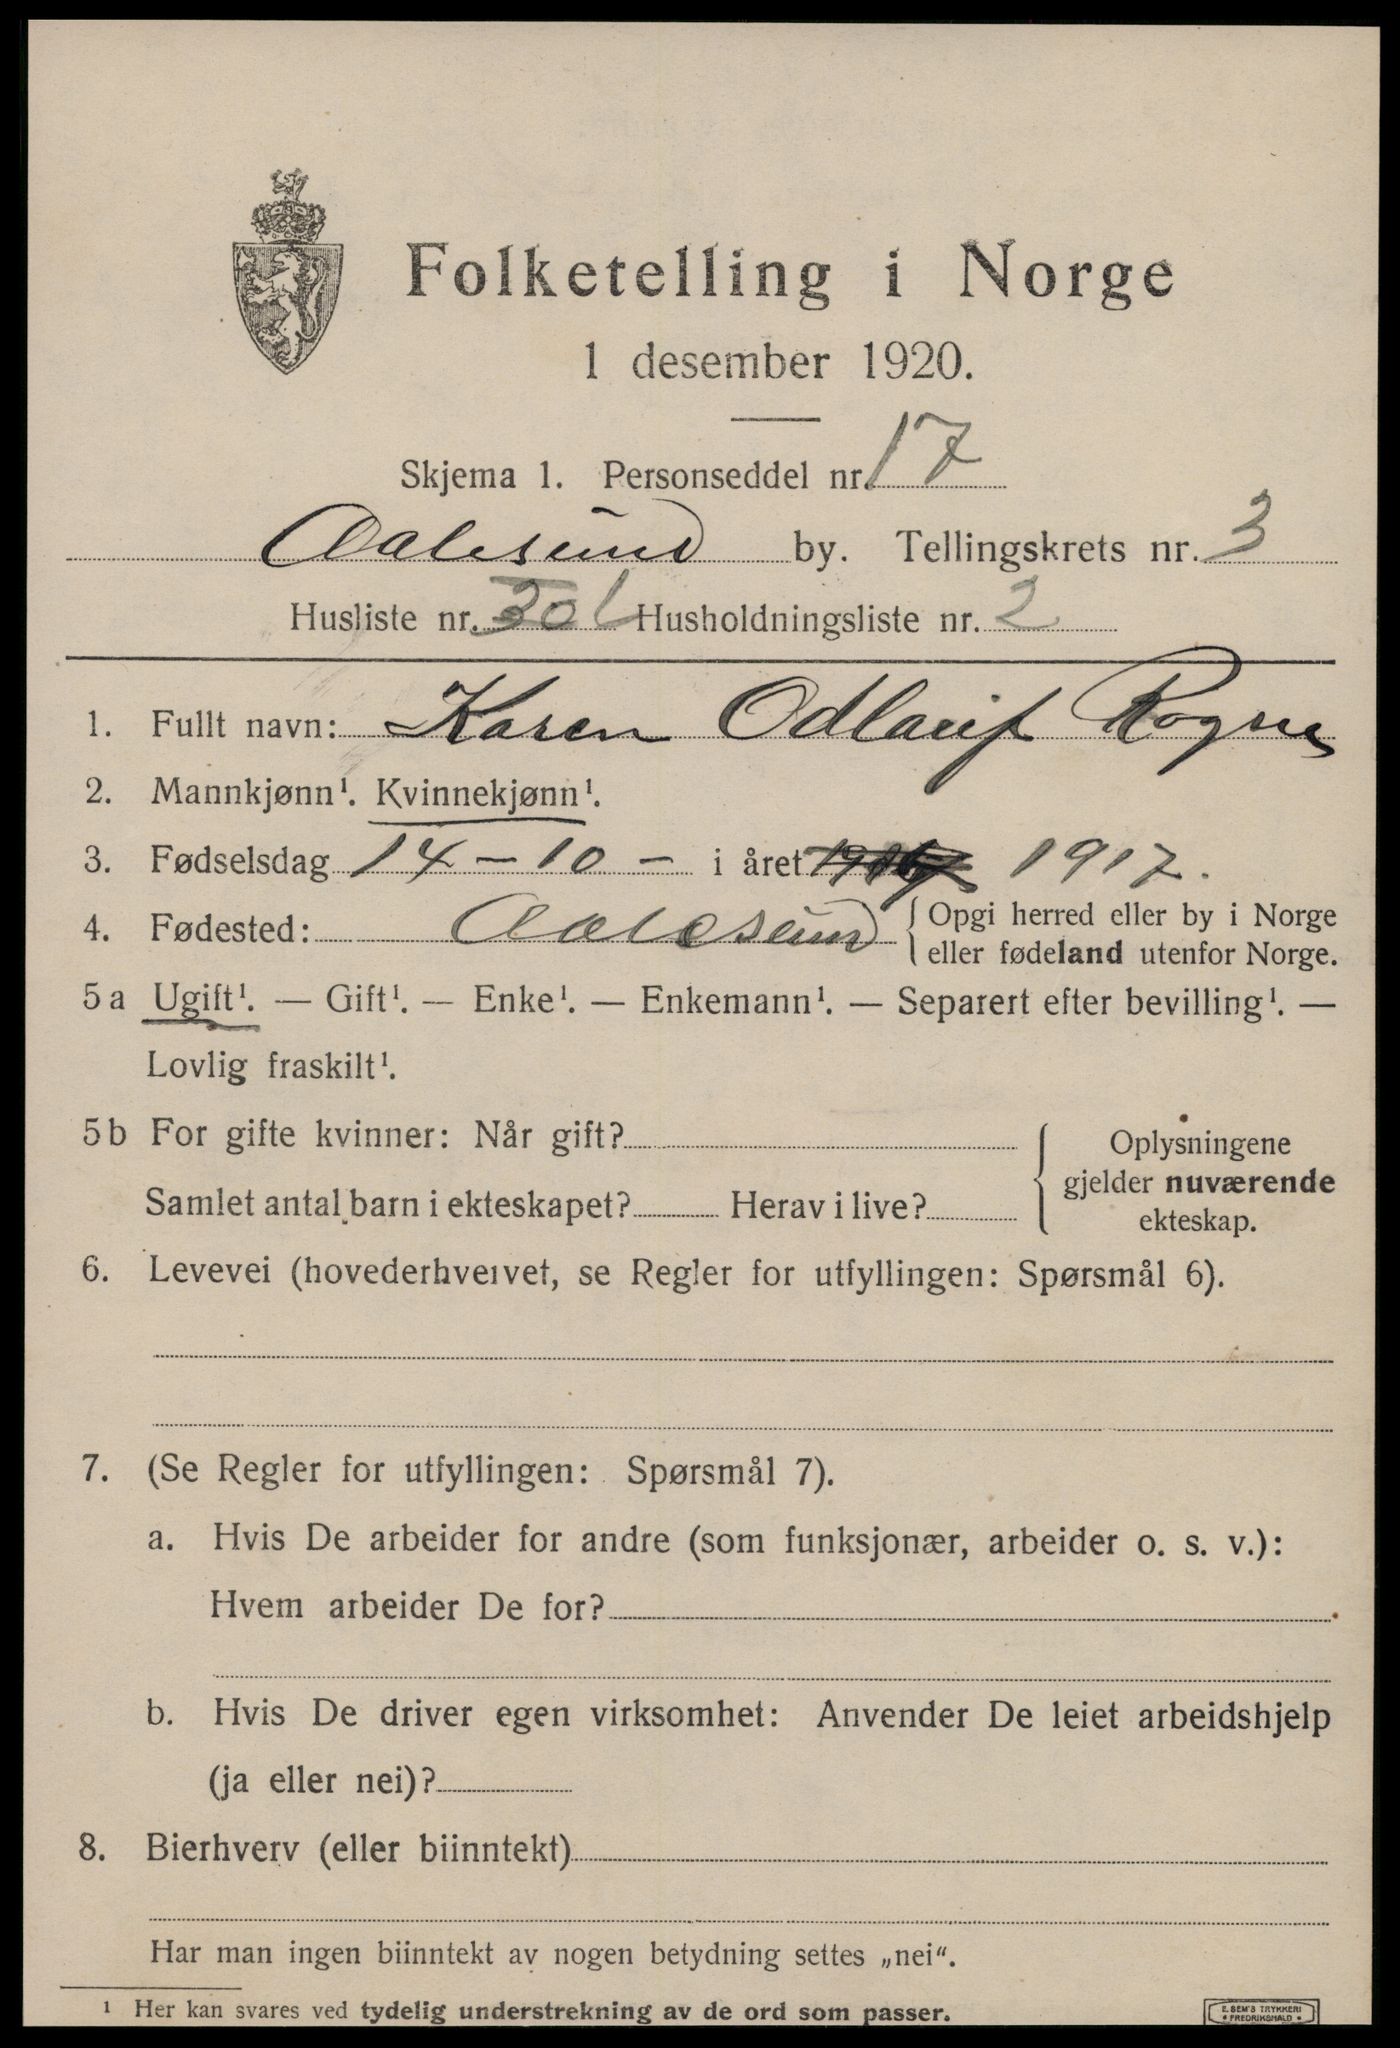 Folketelling i Norge
1 desember 1920.
Skjema 1. Personseddel nr. 17
Aalesund by. Tellingskrets nr. 3
Husliste nr. Husholdningsliste nr. 2
1. Fullt navn: Karen Odlaug Rogne
2. Mannkjønn¹. Kvinnekjønn¹.
3. Fødselsdag 14 – 10 – i året 1917.
4. Fødested: Aalesund { Opgi herred eller by i Norge
eller fødeland utenfor Norge.
5 a Ugift¹. — Gift¹. — Enke¹. — Enkemann¹. — Separert efter bevilling¹. —
Lovlig fraskilt¹.
5 b For gifte kvinner: Når gift?
Samlet antal barn i ekteskapet? Herav i live?
Oplysningene
gjelder nuværende
ekteskap.
6. Levevei (hovederhvervet, se Regler for utfyllingen: Spørsmål 6).
7. (Se Regler for utfyllingen: Spørsmål 7).
a. Hvis De arbeider for andre (som funksjonær, arbeider o. s. v.):
Hvem arbeider De for?
b. Hvis De driver egen virksomhet: Anvender De leiet arbeidshjelp
(ja eller nei)?
8. Bierhverv (eller biinntekt)
Har man ingen biinntekt av nogen betydning settes „nei“.
¹ Her kan svares ved tydelig understrekning av de ord som passer.
E. SEM'S TRYKKERI
• FREDRIKSHALD •